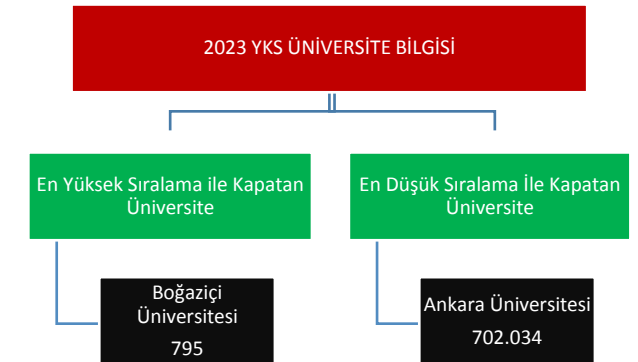 2023 YKS ÜNİVERSİTE BİLGİSİ
En Yüksek Sıralama ile Kapatan
Üniversite
Boğaziçi
Üniversitesi
795
En Düşük Sıralama İle Kapatan
Üniversite
Ankara Üniversitesi
702.034